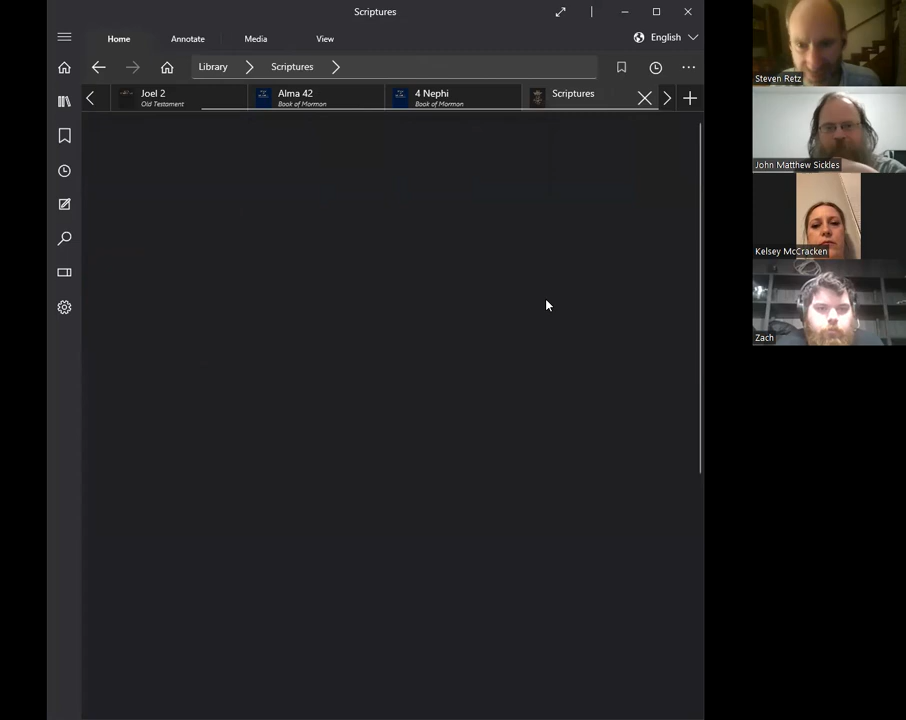 Scriptures
Home Annotate Media View
English
Library Scriptures
Joel 2
Old Testament
Alma 42
Book of Mormon
4 Nephi
Book of Mormon
Scriptures
Steven Retz
John Matthew Sickles
Kelsey McCracken
Zach